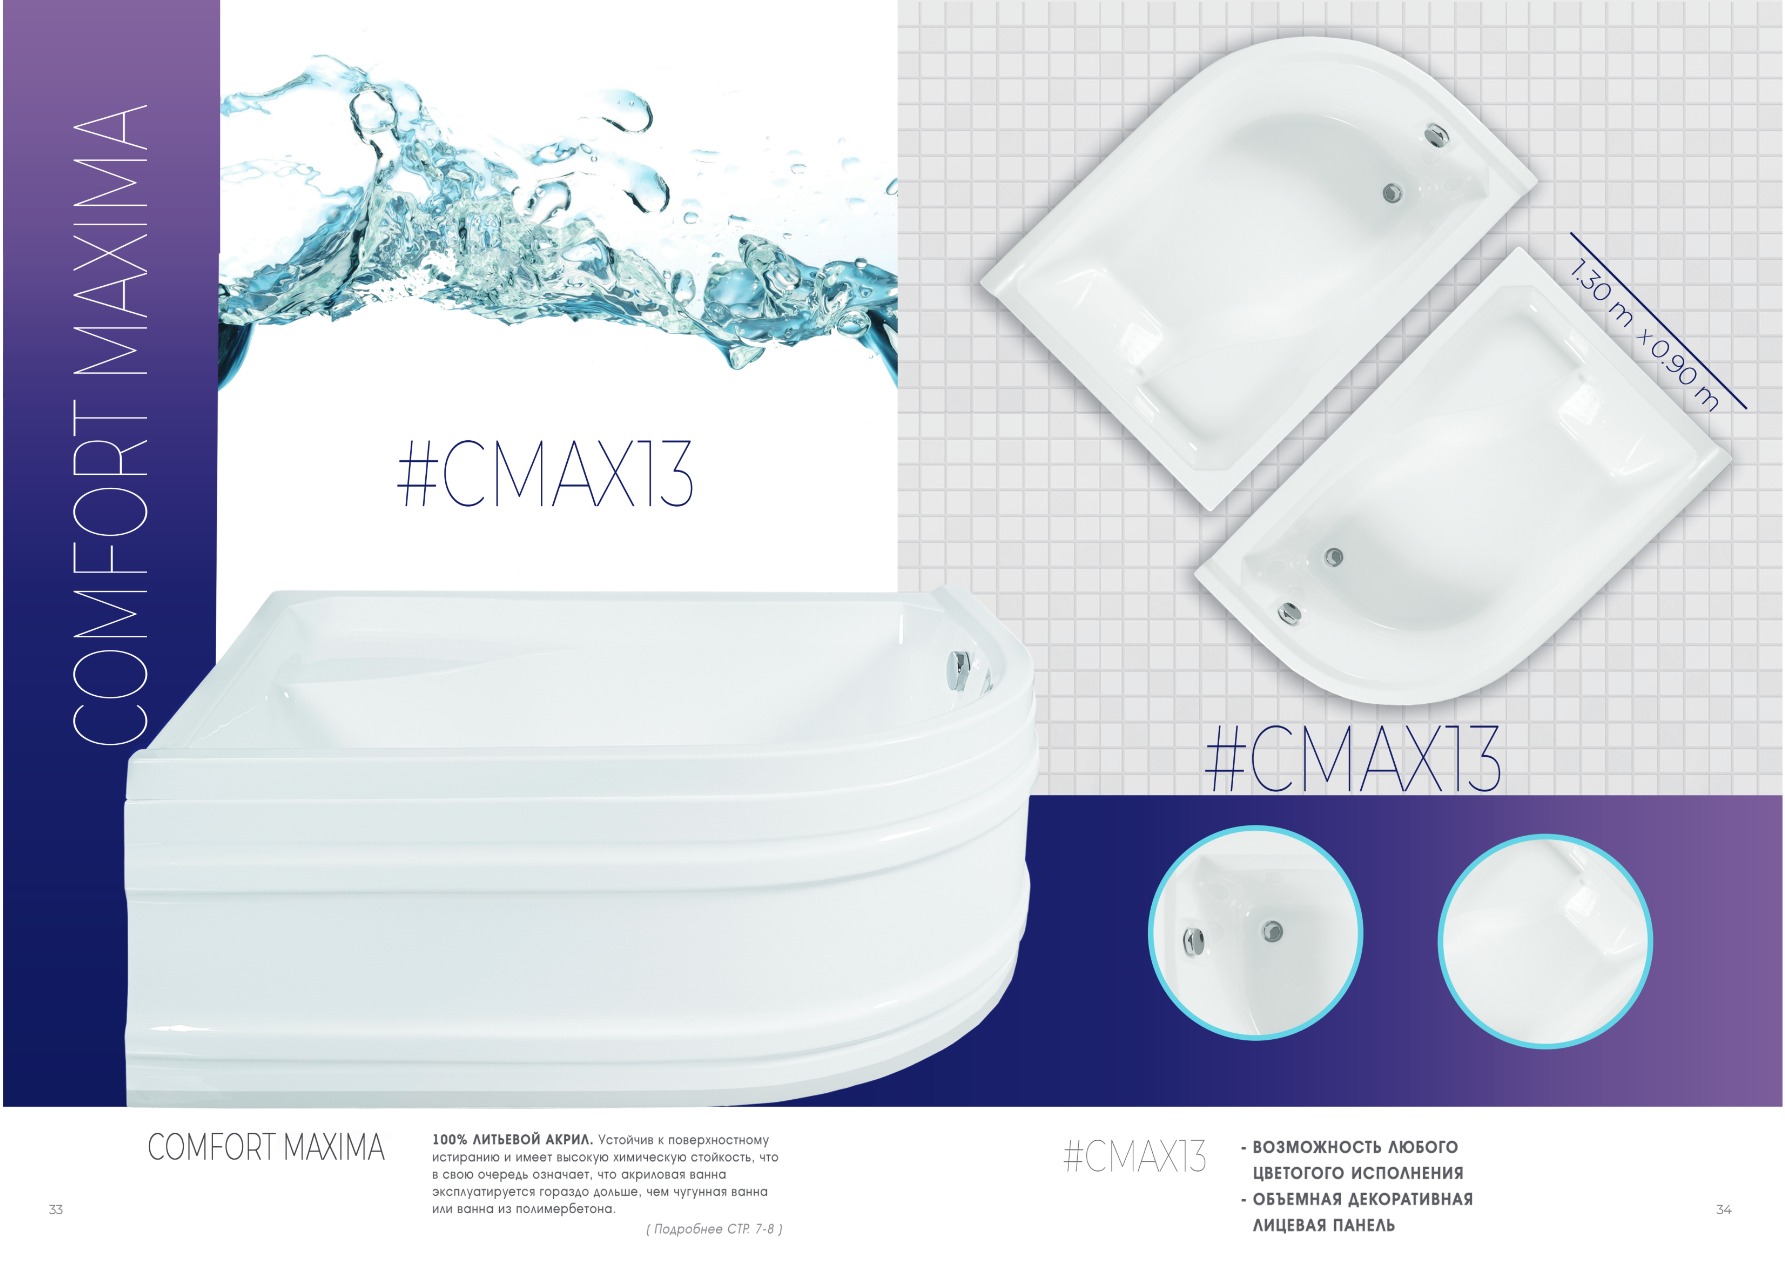 COMFORT MAXIMA
#CMAX13
1.30 m x 0.90 m
#CMAX13
COMFORT MAXIMA
100% ЛИТЬЕВОЙ АКРИЛ. Устойчив к поверхностному
истиранию и имеет высокую химическую стойкость, что
в свою очередь означает, что акриловая ванна
эксплуатируется гораздо дольше, чем чугунная ванна
или ванна из полимербетона.
( Подробнее СТР. 7-8 )
33
#CMAX13
- ВОЗМОЖНОСТЬ ЛЮБОГО
ЦВЕТОГОГО ИСПОЛНЕНИЯ
- ОБЪЕМНАЯ ДЕКОРАТИВНАЯ
ЛИЦЕВАЯ ПАНЕЛЬ
34